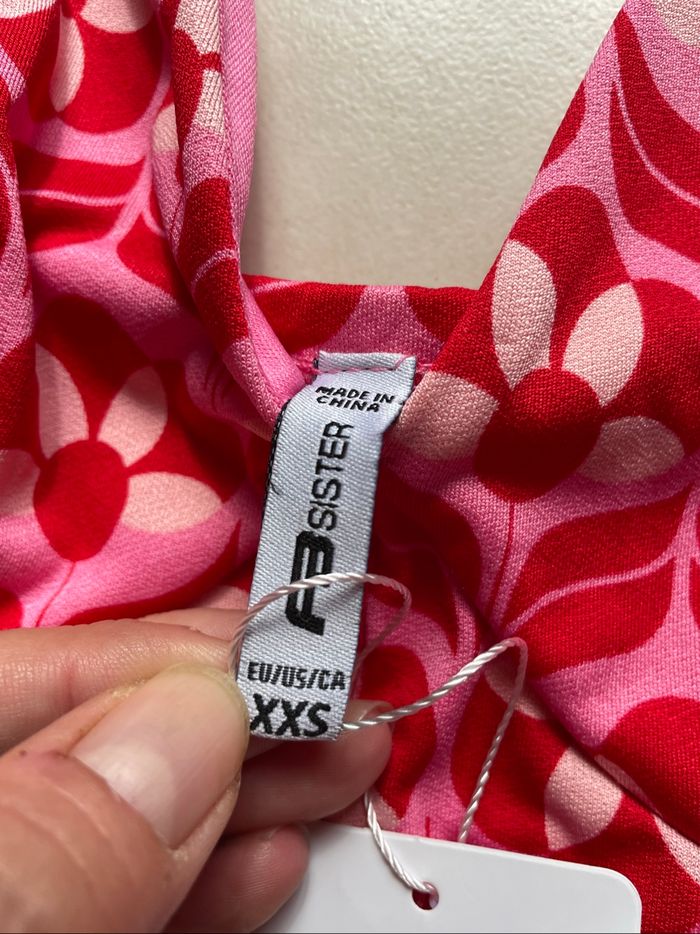 MADE IN
CHINA
FB SISTER
EU/US/CA
XXS